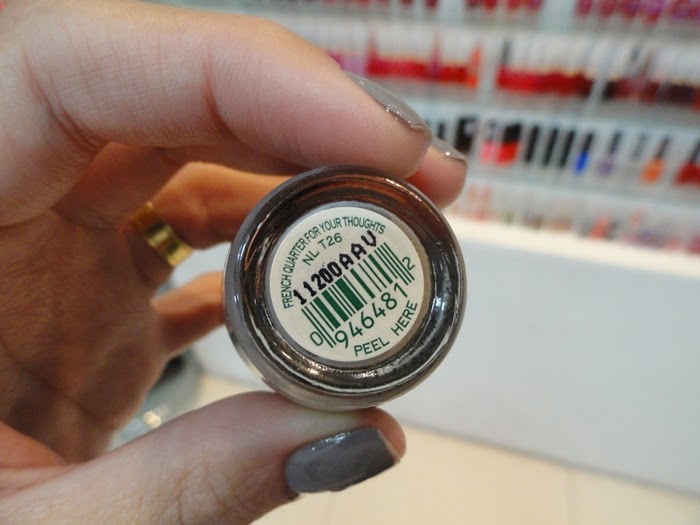 FRENCH QUARTER FOR YOUR THOUGHTS
NL T26
11200AAV
0 946481 2
PEEL HERE